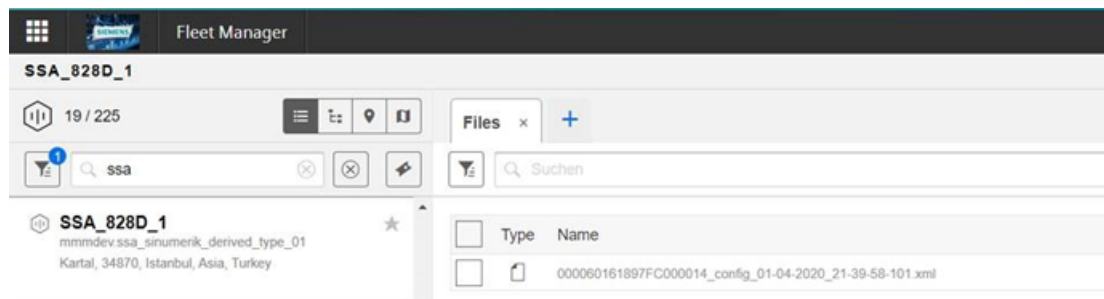 SIEMENS
Fleet Manager
SSA_828D_1
19 / 225
Files × +
1
ssa
Suchen
SSA_828D_1
mmmdev.ssa_sinumerik_derived_type_01
Kartal, 34870, Istanbul, Asia, Turkey
Type Name
000060161897FC000014_config_01-04-2020_21-39-58-101.xml